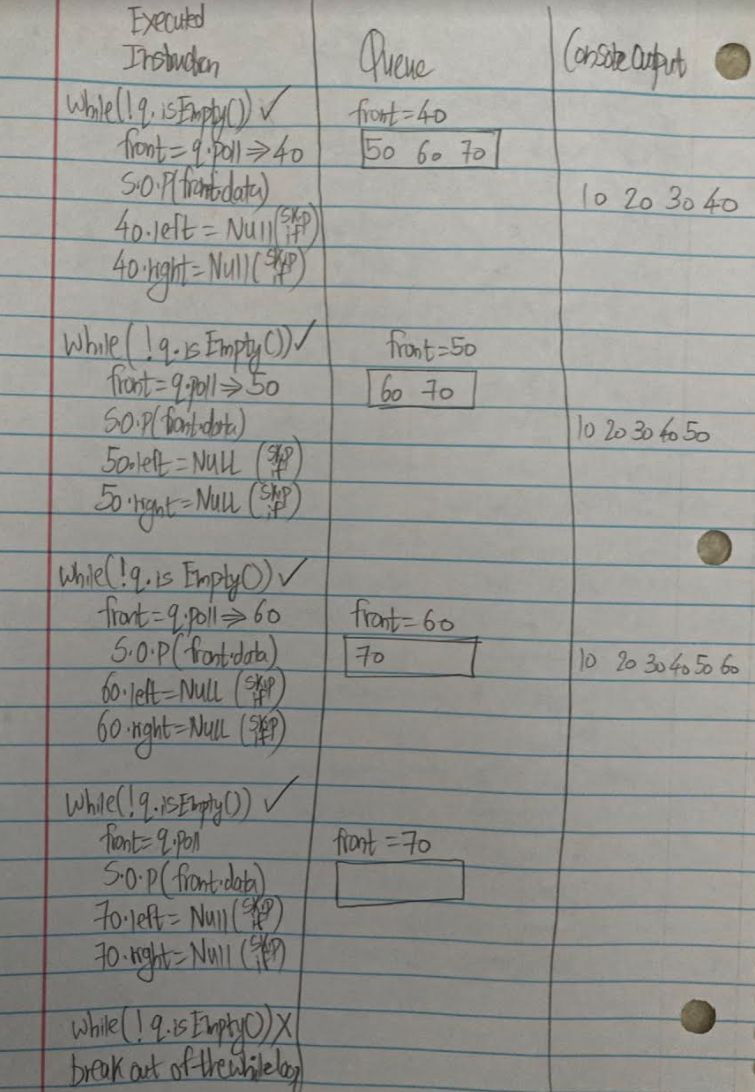 Executed
Instruction Queue Console Output
while(!q.isEmpty()) ✓ front=40
front=q.poll⇒40 50 60 70
S.O.P(front.data) 10 20 30 40
40.left=Null(skip if)
40.right=Null(skip if)
while(!q.isEmpty()) ✓ front=50
front=q.poll⇒50 60 70
S.O.P(front.data) 10 20 30 40 50
50.left=Null (skip if)
50.right=Null (skip if)
while(!q.isEmpty()) ✓
front=q.poll⇒60 front=60
S.O.P(front.data) 70 10 20 30 40 50 60
60.left=Null (skip if)
60.right=Null (skip if)
while(!q.isEmpty()) ✓
front=q.poll front=70
S.O.P(front.data)
70.left=Null(skip if)
70.right=Null (skip if)
while(!q.isEmpty()) X
break out of the while loop